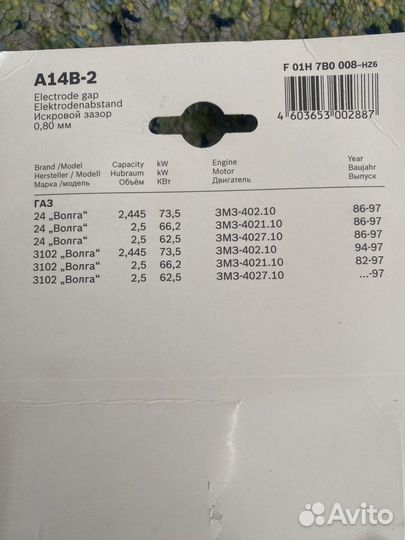 A14B-2
F 01H 7B0 008-HZ6
Electrode gap
Elektrodenabstand
Искровой зазор
0,80 мм
4 603653 002887
Brand /Model Capacity kW Engine Year
Hersteller / Modell Hubraum kW Motor Baujahr
Марка /модель Объём КВт Двигатель Выпуск
ГАЗ
24 „Волга“ 2,445 73,5 ЗМЗ-402.10 86-97
24 „Волга“ 2,5 66,2 ЗМЗ-4021.10 86-97
24 „Волга“ 2,5 62,5 ЗМЗ-4027.10 86-97
3102 „Волга“ 2,445 73,5 ЗМЗ-402.10 94-97
3102 „Волга“ 2,5 66,2 ЗМЗ-4021.10 82-97
3102 „Волга“ 2,5 62,5 ЗМЗ-4027.10 ...-97
Avito